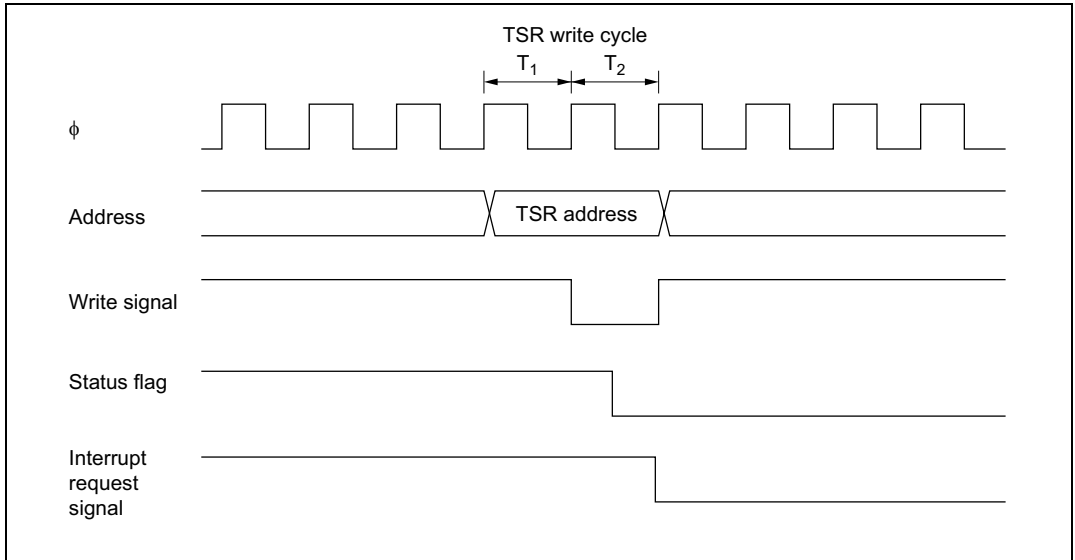 TSR write cycle
T₁ T₂
ϕ
Address
TSR address
Write signal
Status flag
Interrupt
request
signal